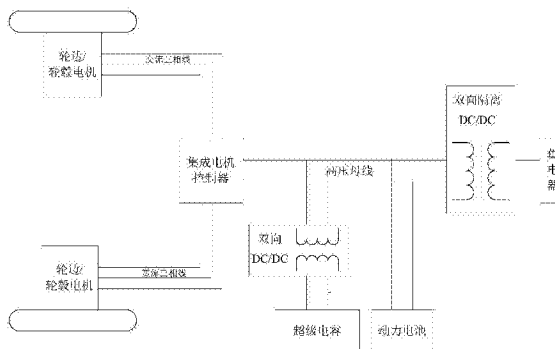 轮边/
轮毂电机
交流三相线
双向隔离
DC/DC
集成电机
控制器
高压母线
双向
DC/DC
轮边/
轮毂电机
交流三相线
超级电容
动力电池
电
器